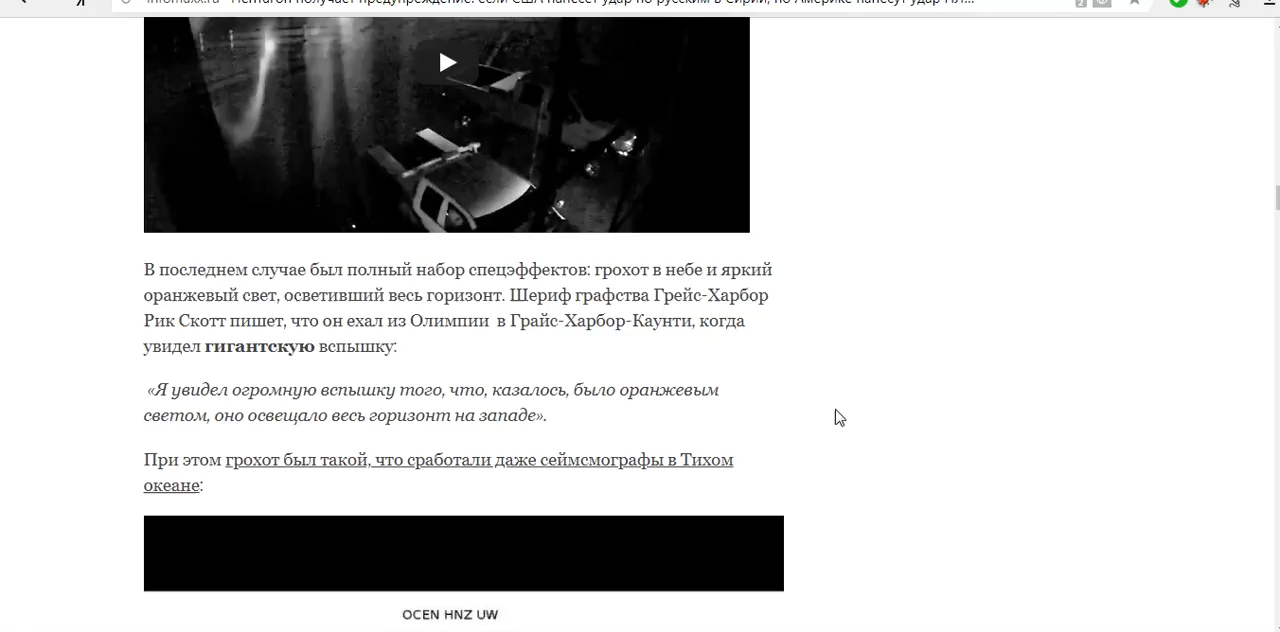 В последнем случае был полный набор спецэффектов: грохот в небе и яркий
оранжевый свет, осветивший весь горизонт. Шериф графства Грейс-Харбор
Рик Скотт пишет, что он ехал из Олимпии в Грайс-Харбор-Каунти, когда
увидел гигантскую вспышку:
«Я увидел огромную вспышку того, что, казалось, было оранжевым
светом, оно освещало весь горизонт на западе».
При этом грохот был такой, что сработали даже сеймсмографы в Тихом
океане:
OCEN HNZ UW